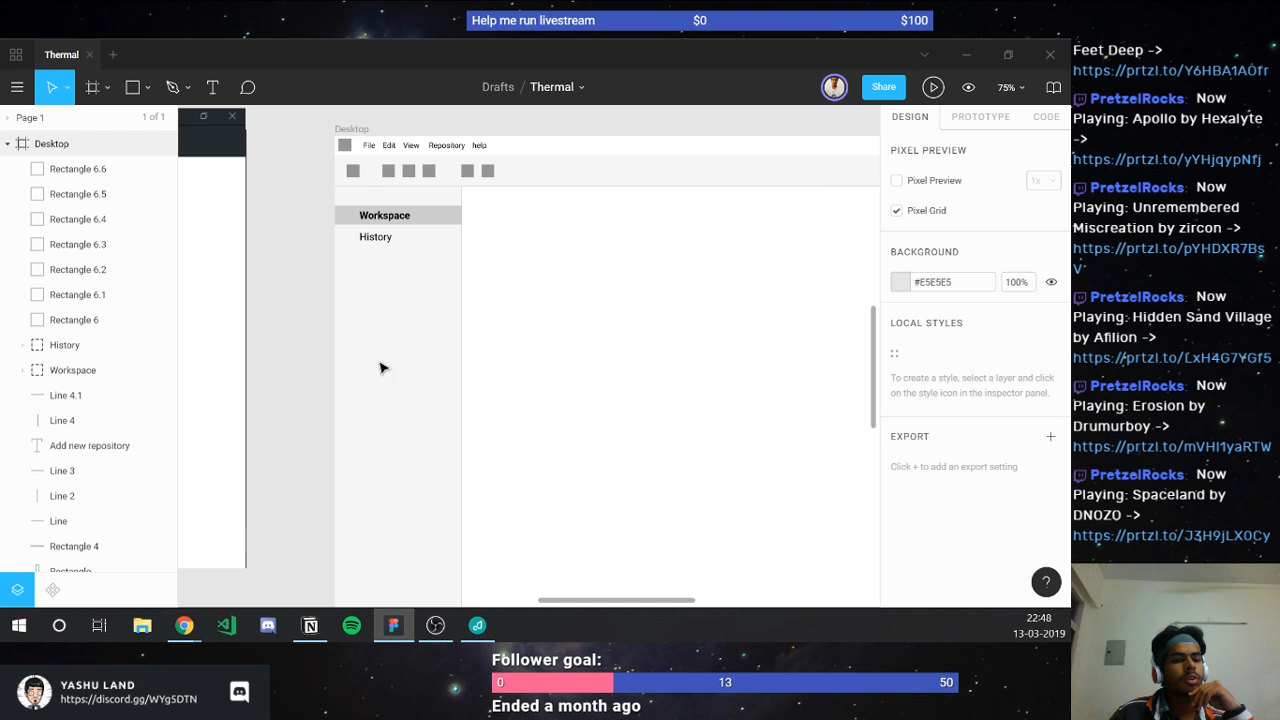 Help me run livestream $0 $100
Thermal
Drafts / Thermal
Share
75%
Page 1 1 of 1
Desktop
Rectangle 6.6
Rectangle 6.5
Rectangle 6.4
Rectangle 6.3
Rectangle 6.2
Rectangle 6.1
Rectangle 6
History
Workspace
Line 4.1
Line 4
Add new repository
Line 3
Line 2
Line
Rectangle 4
Rectangle
Desktop
File Edit View Repository help
Workspace
History
DESIGN PROTOTYPE CODE
PIXEL PREVIEW
Pixel Preview 1x
Pixel Grid
BACKGROUND
#E5E5E5 100%
LOCAL STYLES
To create a style, select a layer and click
on the style icon in the inspector panel.
EXPORT
Click + to add an export setting
?
22:48
13-03-2019
Feet Deep ->
https://prtzl.to/Y6HBA1A0fr
PretzelRocks: Now
Playing: Apollo by Hexalyte
->
https://prtzl.to/yYHjqypNfj
PretzelRocks: Now
Playing: Unremembered
Miscreation by zircon ->
https://prtzl.to/pYHDXR7Bs
V
PretzelRocks: Now
Playing: Hidden Sand Village
by Afilion ->
https://prtzl.to/LxH4G7YGf5
PretzelRocks: Now
Playing: Erosion by
Drumurboy ->
https://prtzl.to/mVHl1yaRTW
PretzelRocks: Now
Playing: Spaceland by
DNOZO ->
https://prtzl.to/J3H9jLX0Cy
YASHU LAND
https://discord.gg/WYg5DTN
Follower goal:
0 13 50
Ended a month ago